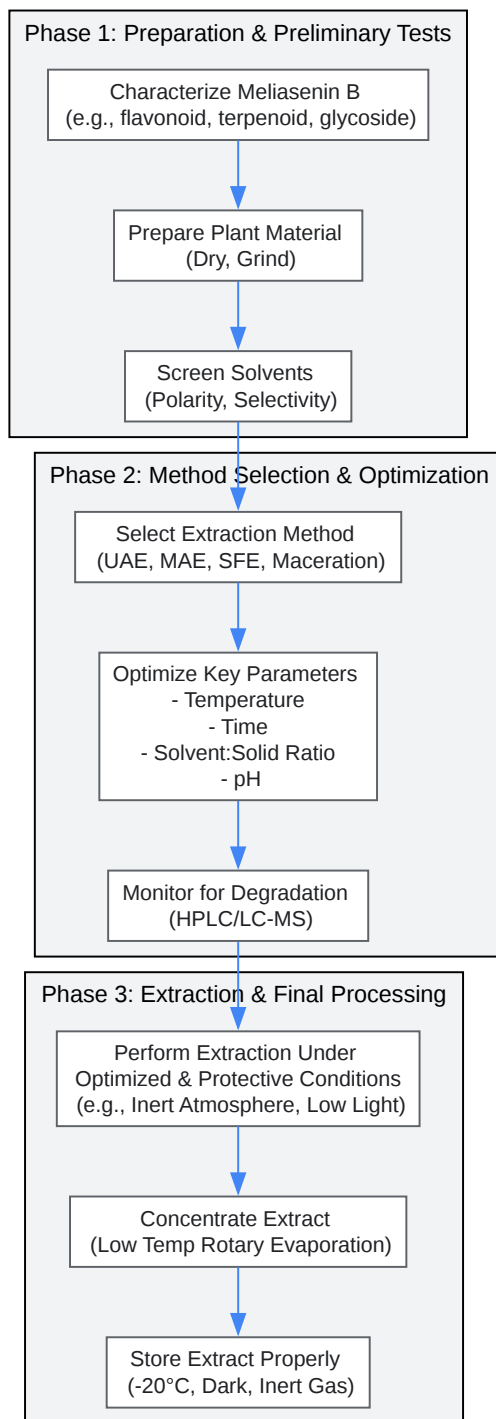 Phase 1: Preparation & Preliminary Tests
Characterize Meliasenin B
(e.g., flavonoid, terpenoid, glycoside)
Prepare Plant Material
(Dry, Grind)
Screen Solvents
(Polarity, Selectivity)
Phase 2: Method Selection & Optimization
Select Extraction Method
(UAE, MAE, SFE, Maceration)
Optimize Key Parameters
- Temperature
- Time
- Solvent:Solid Ratio
- pH
Monitor for Degradation
(HPLC/LC-MS)
Phase 3: Extraction & Final Processing
Perform Extraction Under
Optimized & Protective Conditions
(e.g., Inert Atmosphere, Low Light)
Concentrate Extract
(Low Temp Rotary Evaporation)
Store Extract Properly
(-20°C, Dark, Inert Gas)